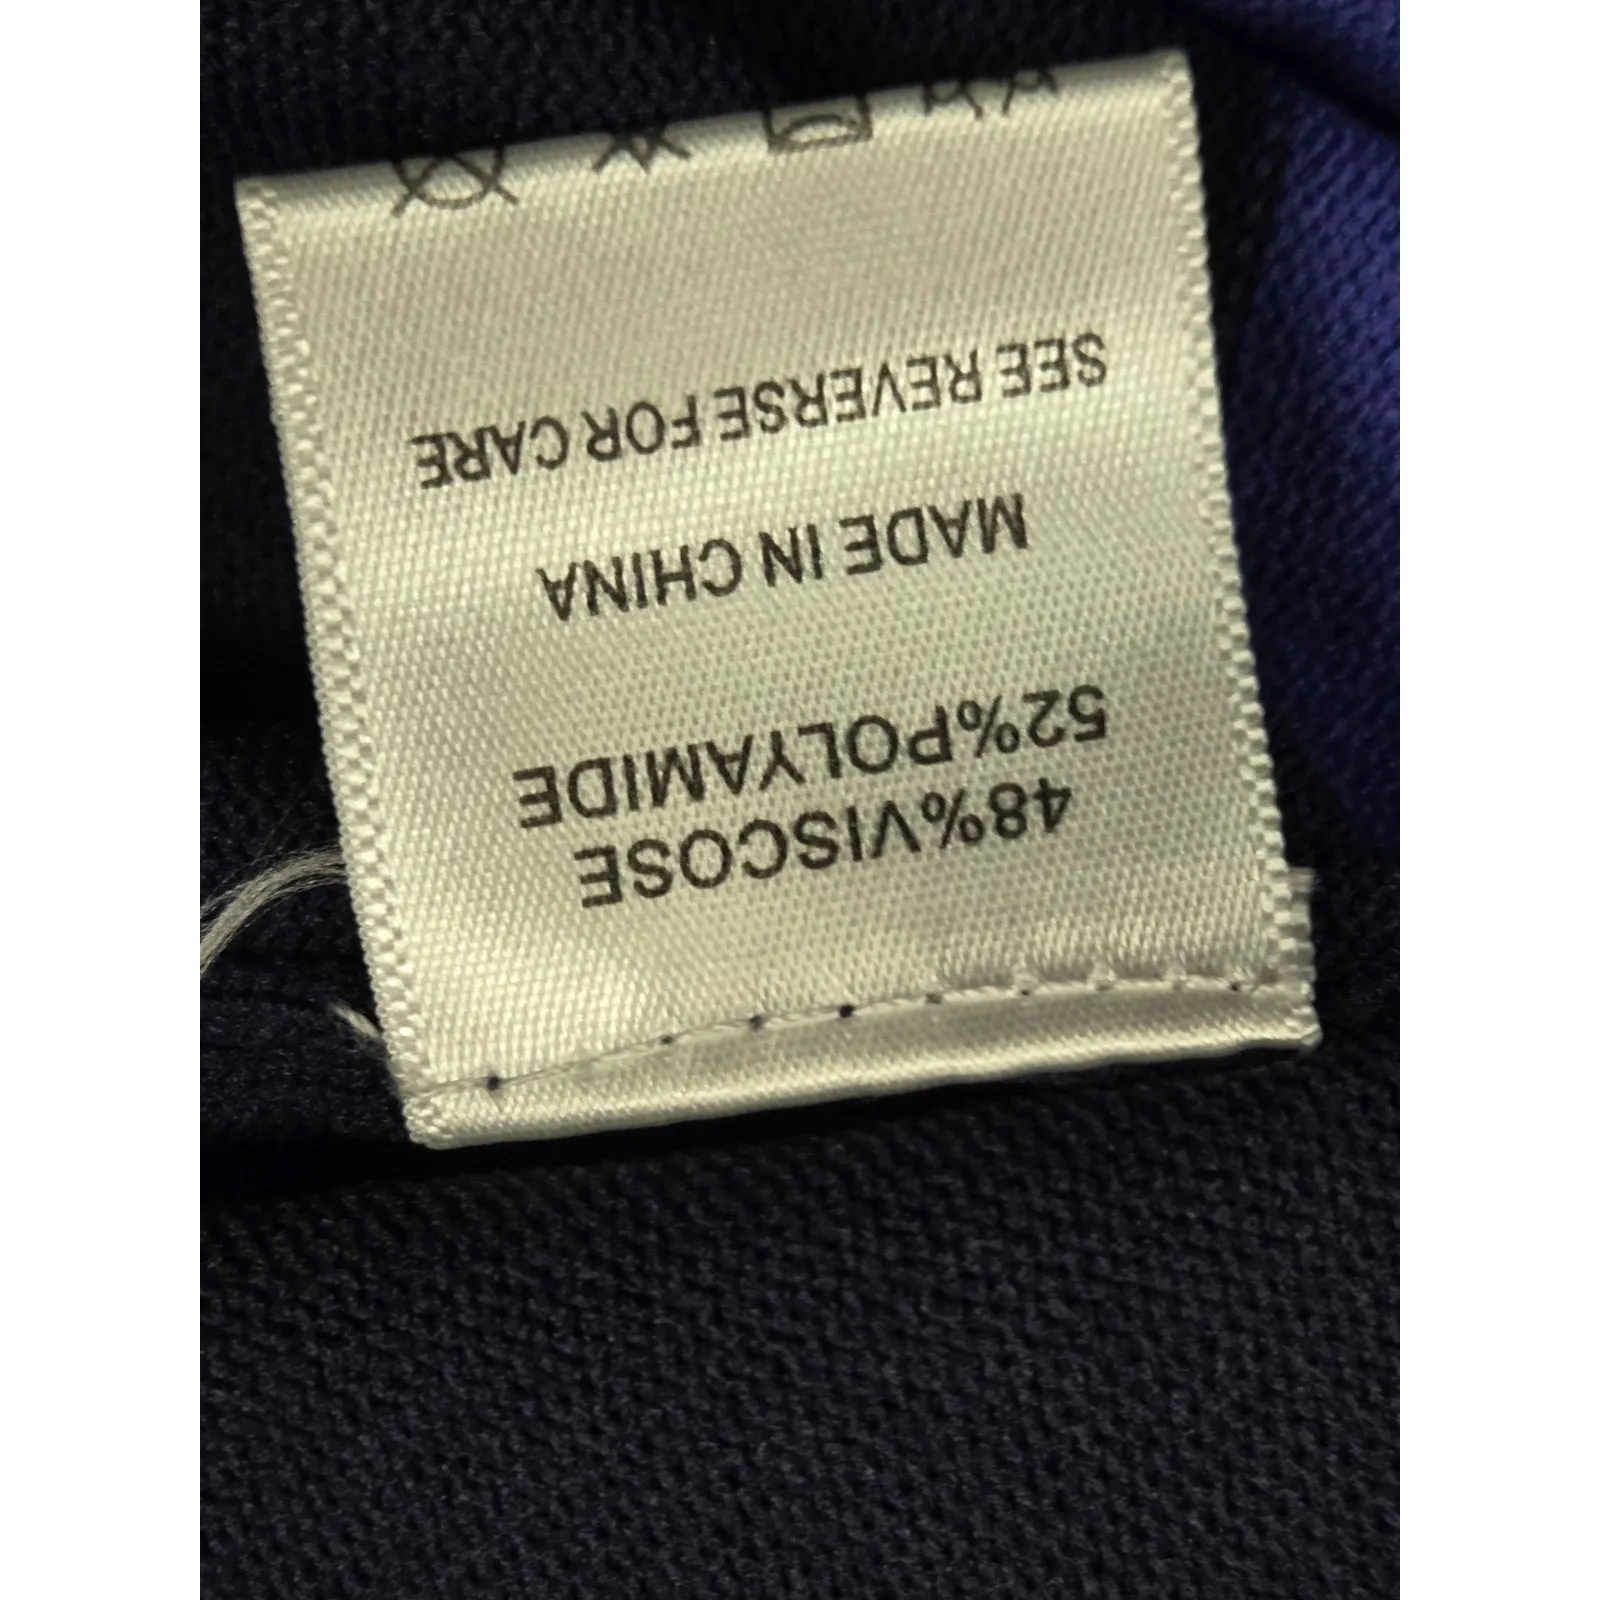 48%VISCOSE
52%POLYAMIDE
MADE IN CHINA
SEE REVERSE FOR CARE